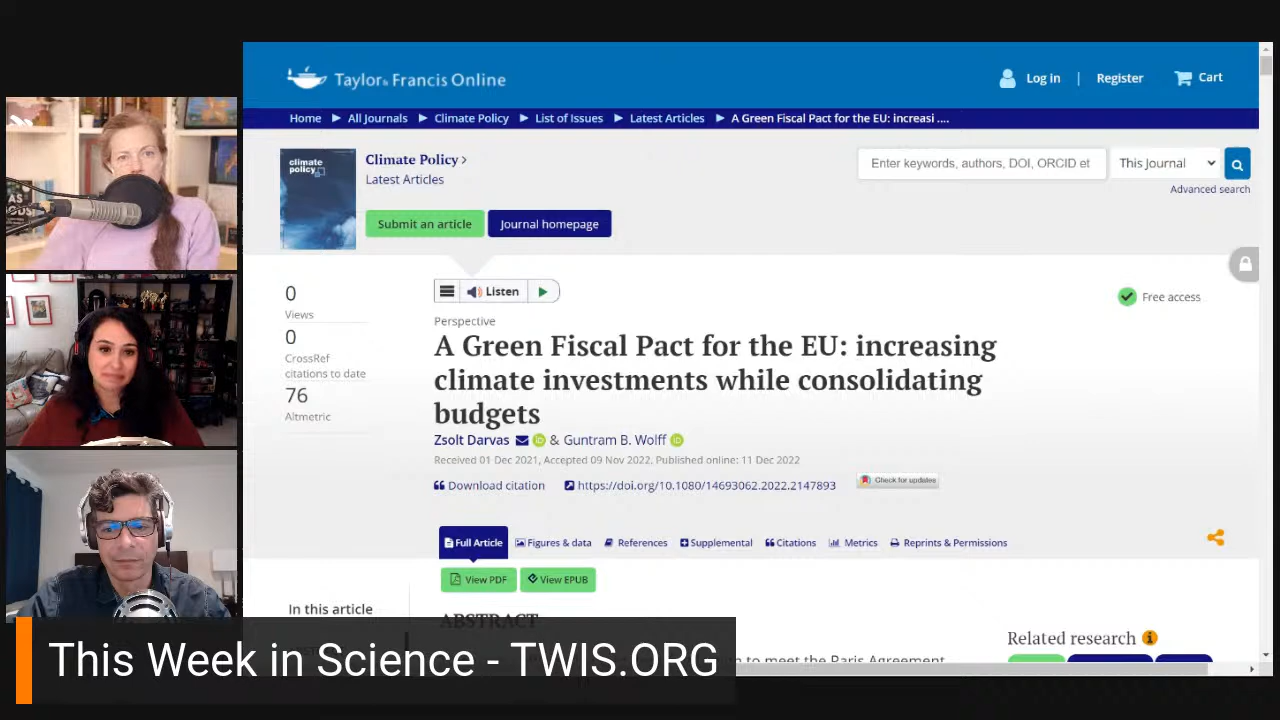 Taylor & Francis Online
Log in | Register Cart
Home ▶ All Journals ▶ Climate Policy ▶ List of Issues ▶ Latest Articles ▶ A Green Fiscal Pact for the EU: increasi ....
climate
policy
Climate Policy >
Latest Articles
Enter keywords, authors, DOI, ORCID et
This Journal
Advanced search
Submit an article
Journal homepage
0
Views
0
CrossRef
citations to date
76
Altmetric
Listen
Free access
Perspective
A Green Fiscal Pact for the EU: increasing
climate investments while consolidating
budgets
Zsolt Darvas & Guntram B. Wolff
Received 01 Dec 2021, Accepted 09 Nov 2022, Published online: 11 Dec 2022
Download citation https://doi.org/10.1080/14693062.2022.2147893 Check for updates
Full Article Figures & data References Supplemental Citations Metrics Reprints & Permissions
View PDF View EPUB
In this article
ABSTRACT
Related research
to meet the Paris Agreement
This Week in Science - TWIS.ORG